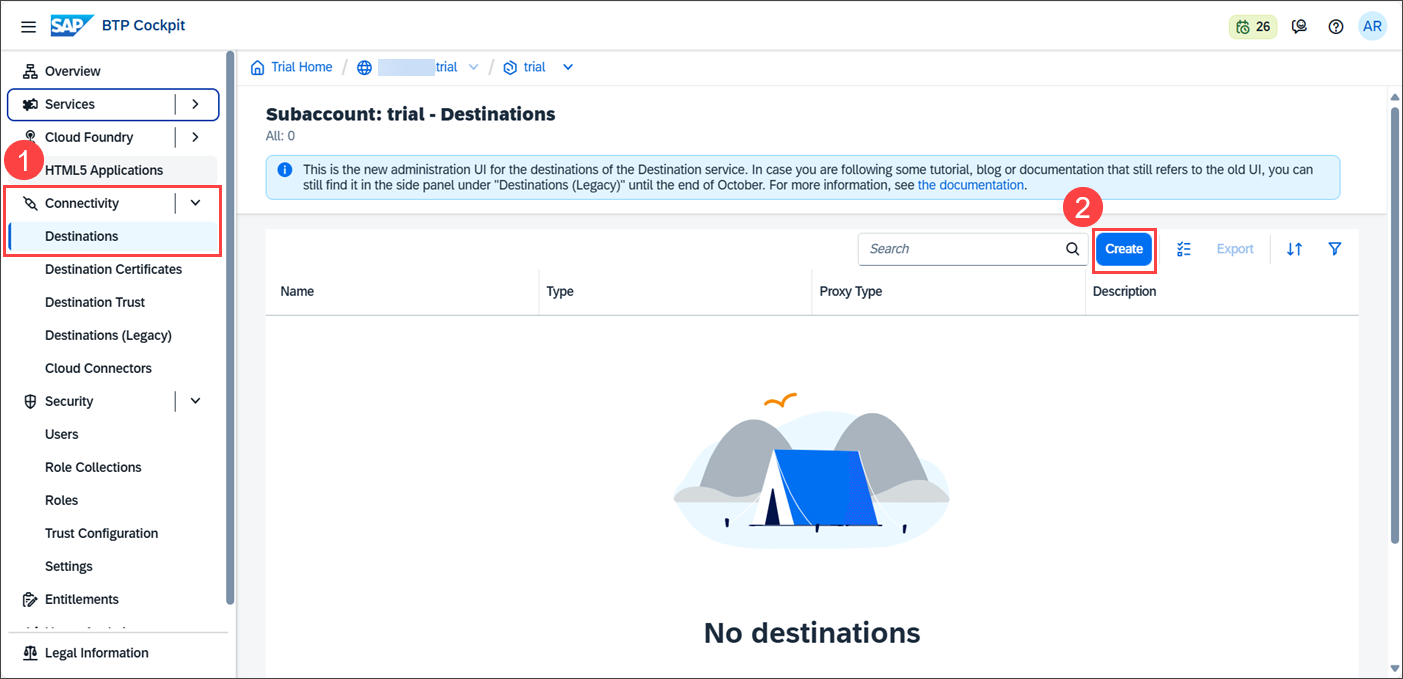 SAP BTP Cockpit
26
AR
Overview
Services
Cloud Foundry
1
HTML5 Applications
Connectivity
Destinations
Destination Certificates
Destination Trust
Destinations (Legacy)
Cloud Connectors
Security
Users
Role Collections
Roles
Trust Configuration
Settings
Entitlements
Legal Information
Trial Home / trial / trial
Subaccount: trial - Destinations
All: 0
This is the new administration UI for the destinations of the Destination service. In case you are following some tutorial, blog or documentation that still refers to the old UI, you can
still find it in the side panel under "Destinations (Legacy)" until the end of October. For more information, see the documentation.
2
Search
Create
Export
Name Type Proxy Type Description
No destinations